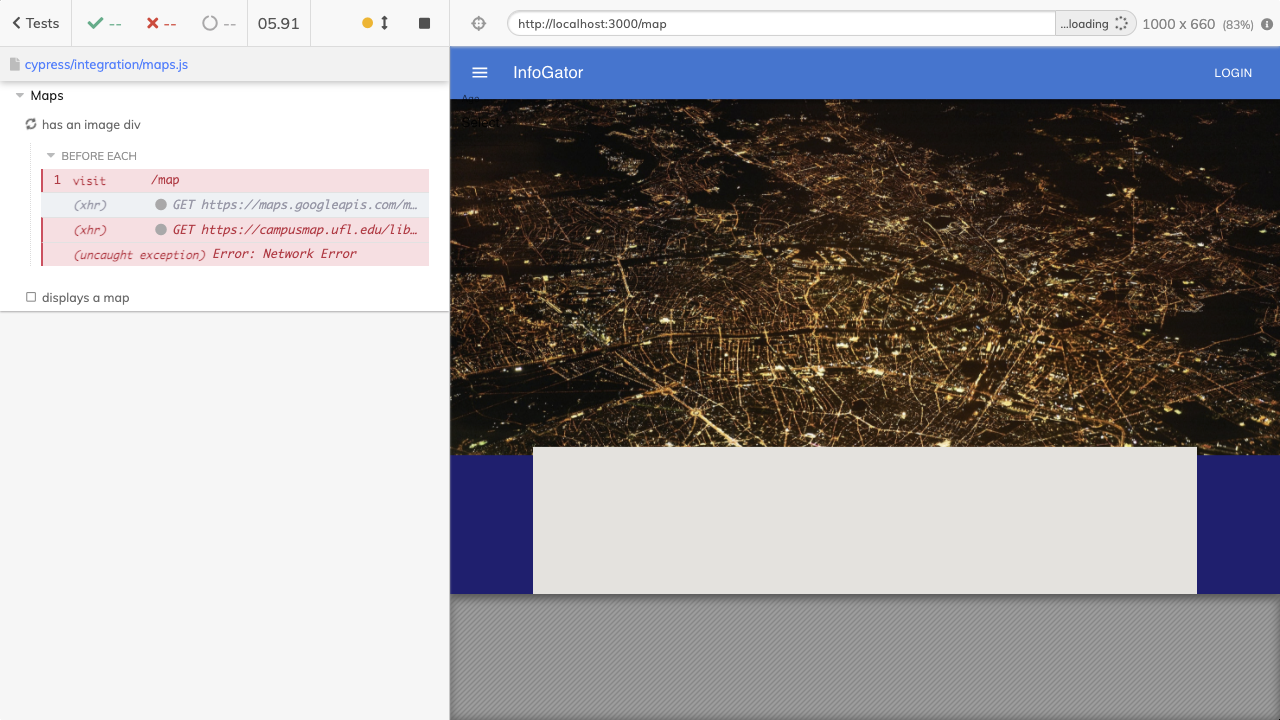 Tests
--
--
--
05.91
http://localhost:3000/map
...loading
1000 x 660 (83%)
cypress/integration/maps.js
InfoGator
LOGIN
Maps
has an image div
BEFORE EACH
1 visit /map
(xhr) GET https://maps.googleapis.com/m...
(xhr) GET https://campusmap.ufl.edu/lib...
(uncaught exception) Error: Network Error
displays a map